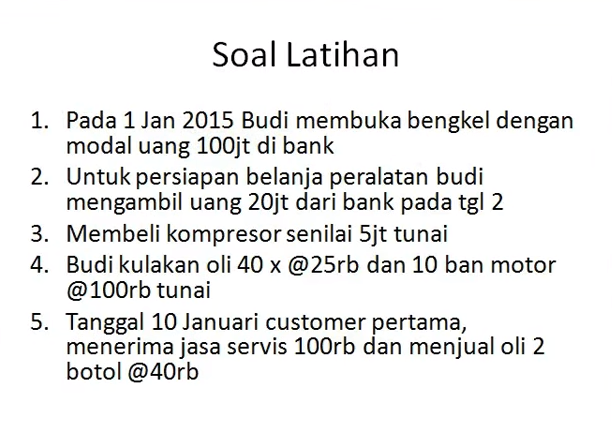 Soal Latihan
1. Pada 1 Jan 2015 Budi membuka bengkel dengan
modal uang 100jt di bank
2. Untuk persiapan belanja peralatan budi
mengambil uang 20jt dari bank pada tgl 2
3. Membeli kompresor senilai 5jt tunai
4. Budi kulakan oli 40 x @25rb dan 10 ban motor
@100rb tunai
5. Tanggal 10 Januari customer pertama,
menerima jasa servis 100rb dan menjual oli 2
botol @40rb